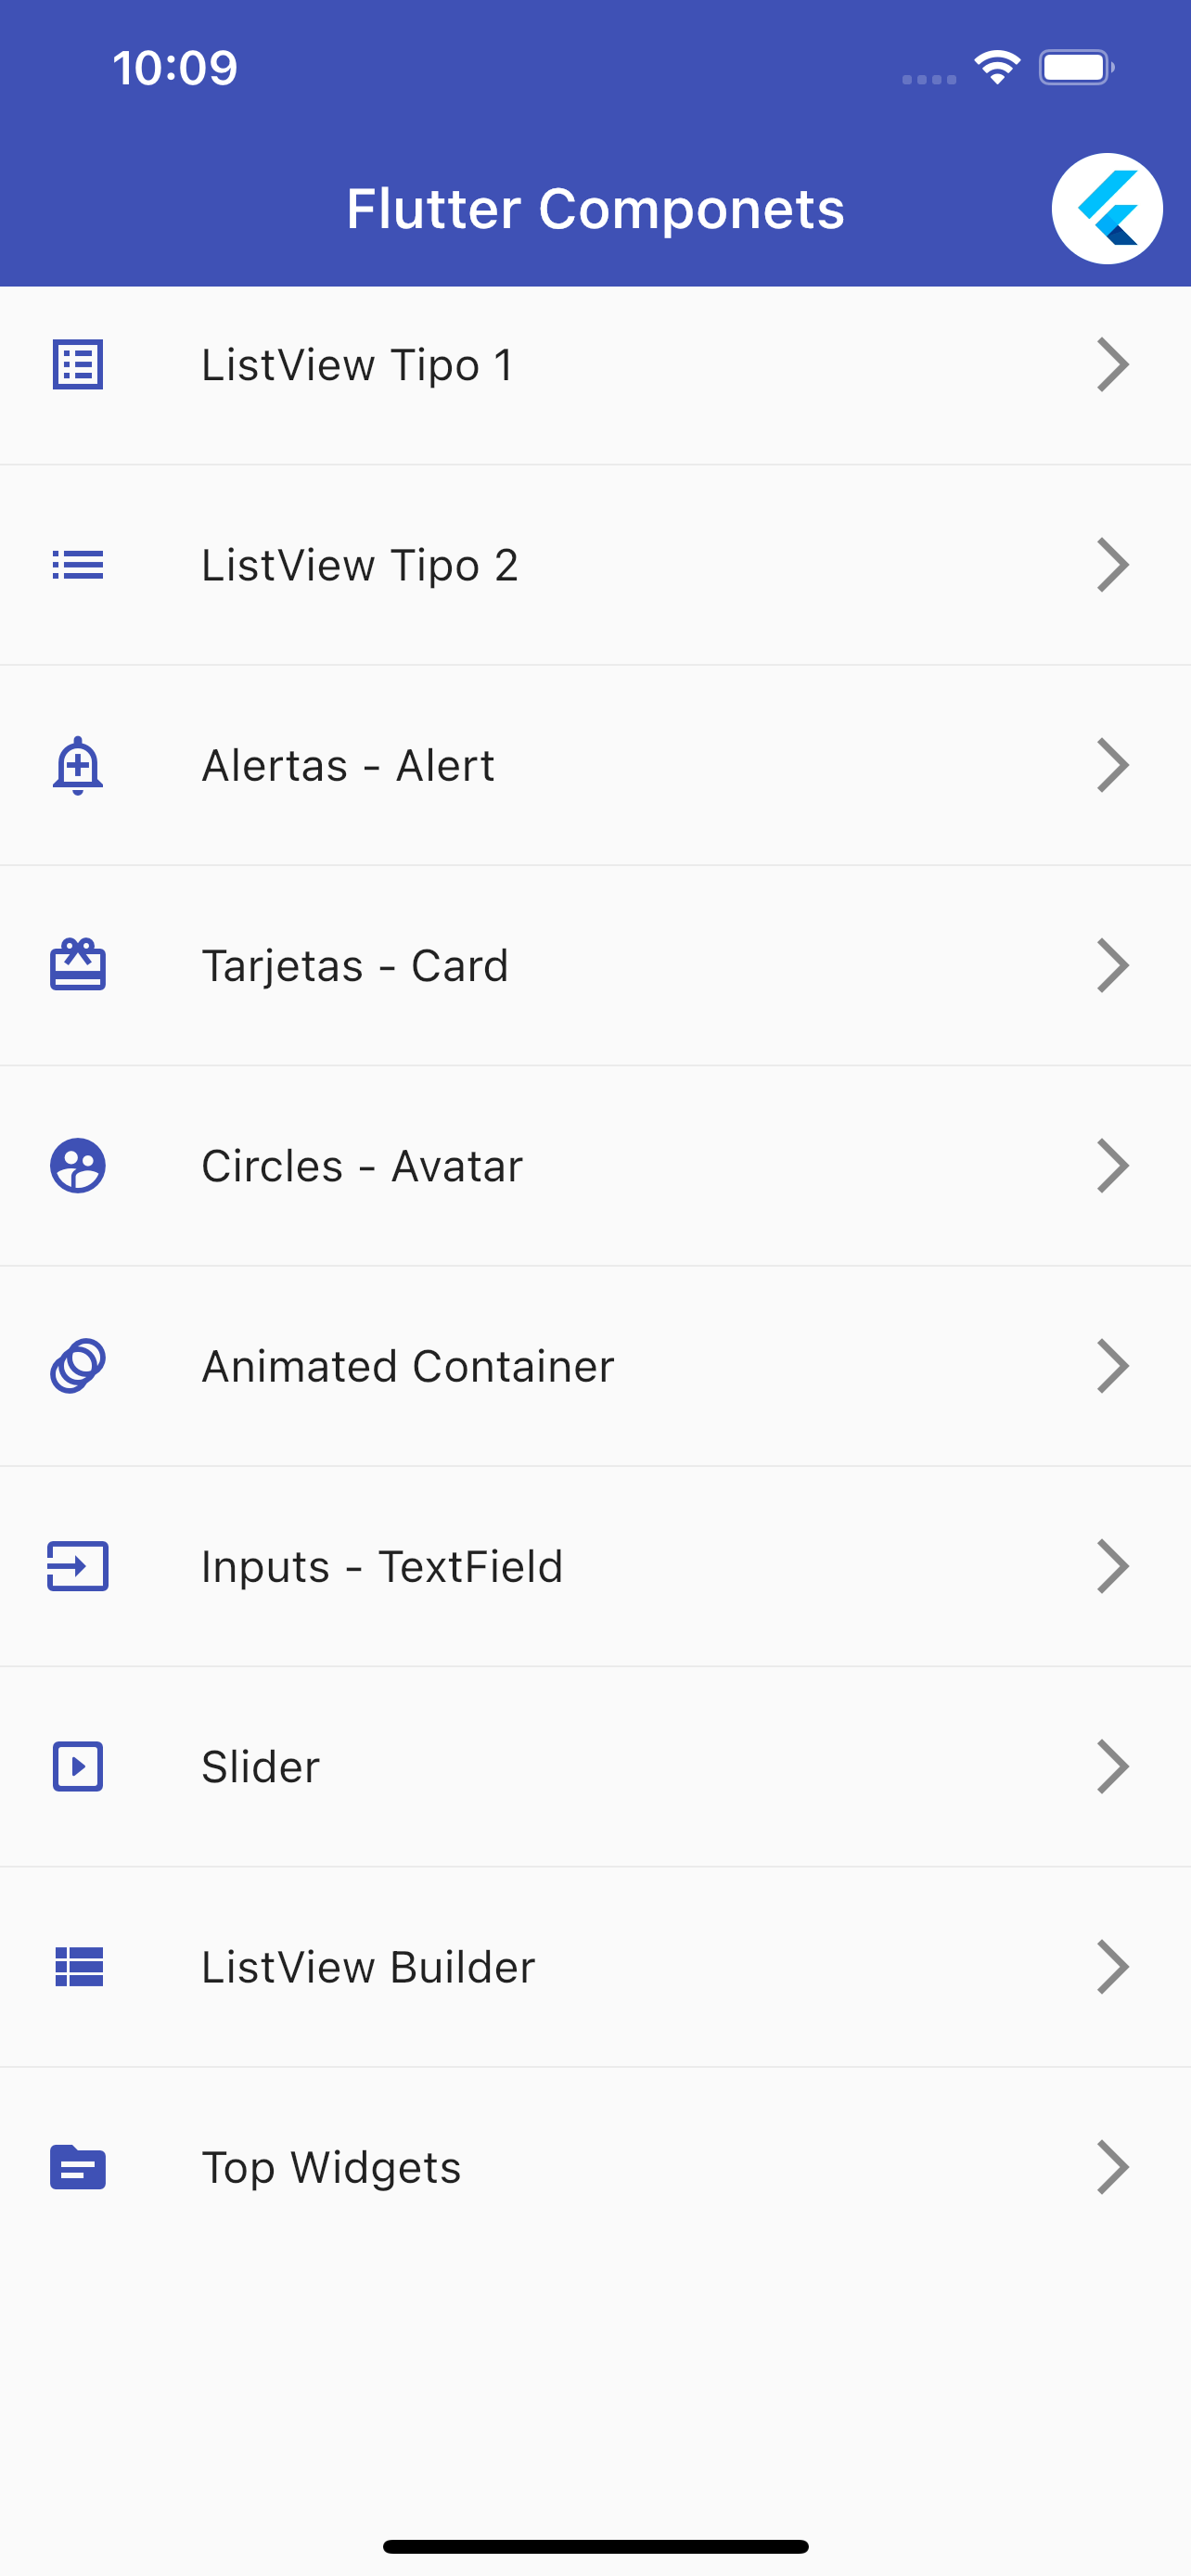 10:09
Flutter Componets
ListView Tipo 1
ListView Tipo 2
Alertas - Alert
Tarjetas - Card
Circles - Avatar
Animated Container
Inputs - TextField
Slider
ListView Builder
Top Widgets